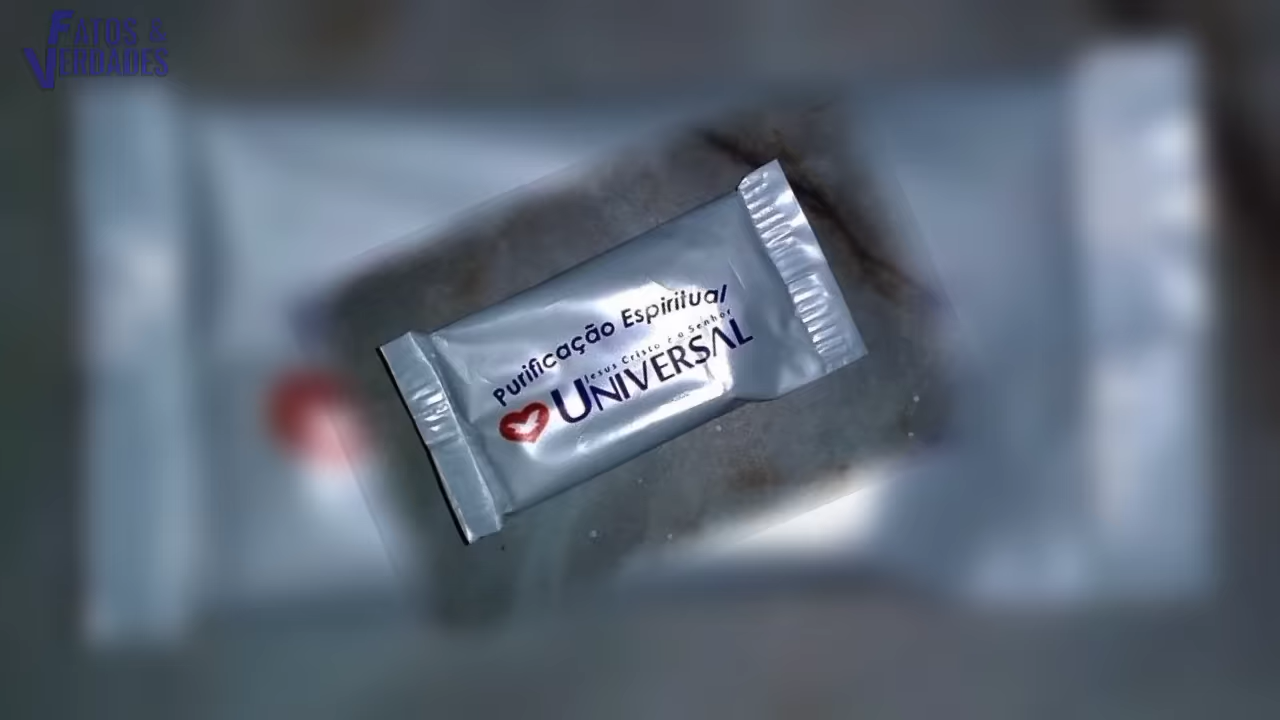 FATOS &
VERDADES
Purificação Espiritual
Jesus Cristo é o Senhor
UNIVERSAL